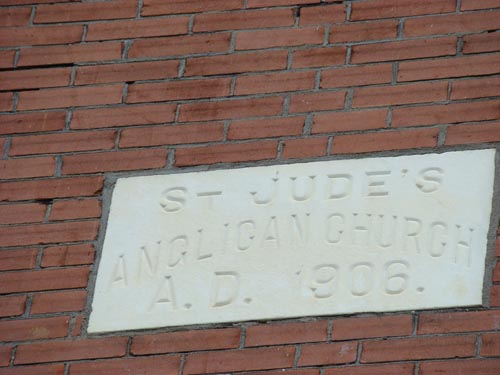 ST JUDE'S
ANGLICAN CHURCH
A.D. 1906.